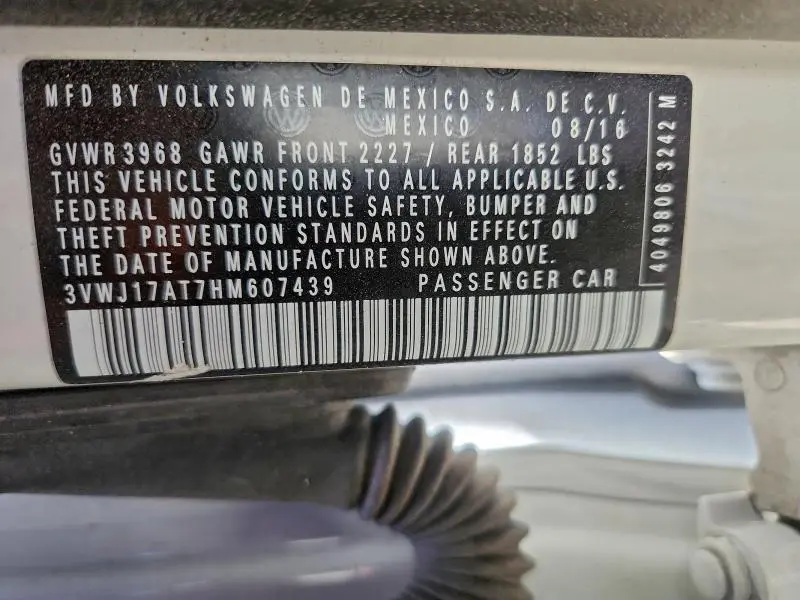 MFD BY VOLKSWAGEN DE MEXICO S.A. DE C.V.
MEXICO 08/16
GVWR 3968 GAWR FRONT 2227 / REAR 1852 LBS
THIS VEHICLE CONFORMS TO ALL APPLICABLE U.S.
FEDERAL MOTOR VEHICLE SAFETY, BUMPER AND
THEFT PREVENTION STANDARDS IN EFFECT ON
THE DATE OF MANUFACTURE SHOWN ABOVE.
3VWJ17AT7HM607439 PASSENGER CAR
4049806 3242 M